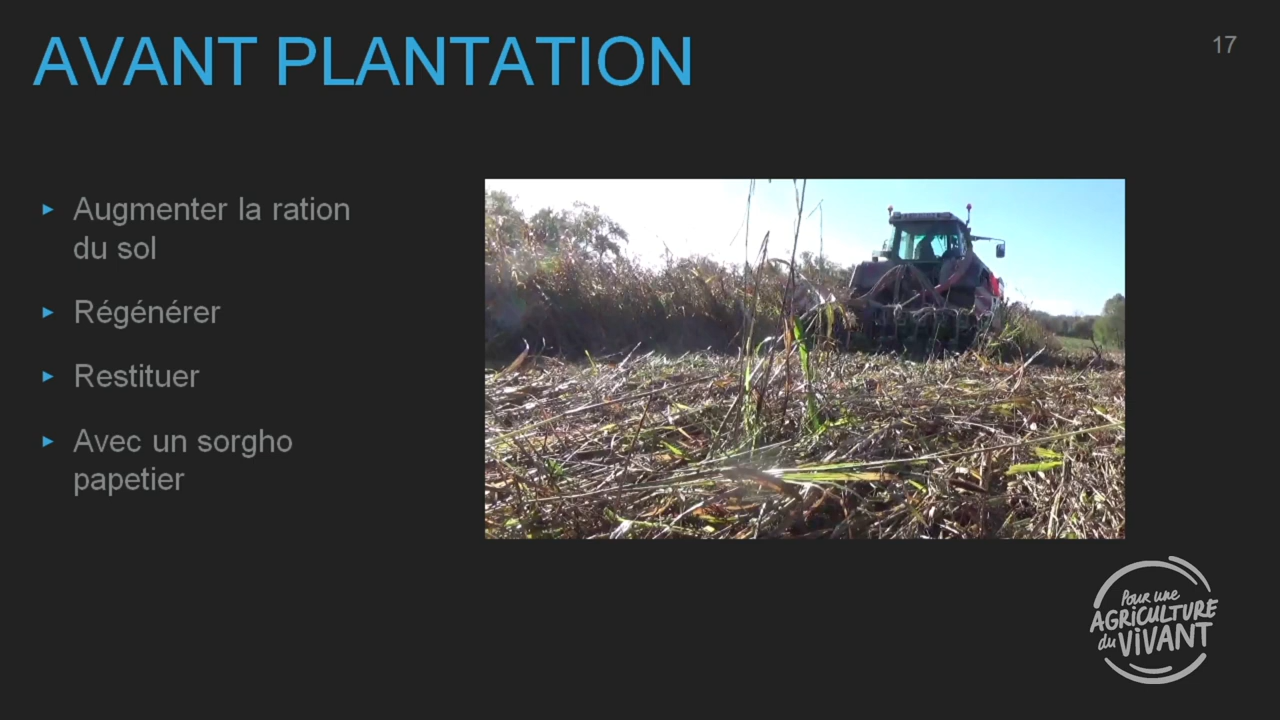 AVANT PLANTATION
17
Augmenter la ration
du sol
Régénérer
Restituer
Avec un sorgho
papetier
Pour une
AGRiCULTURE
du ViVANT